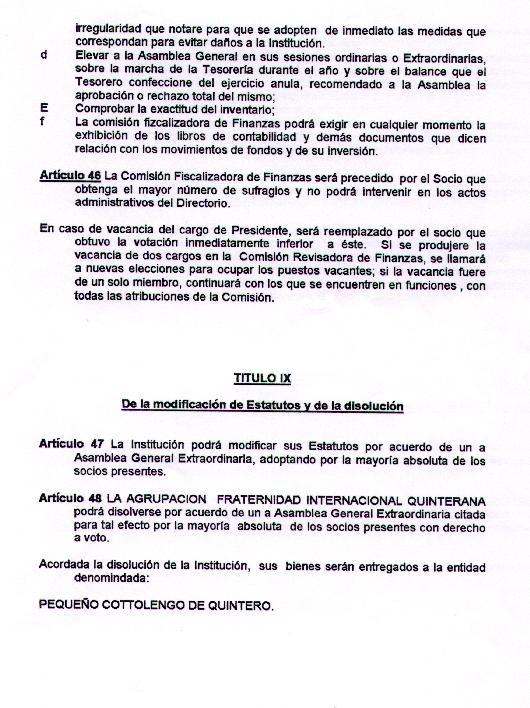 irregularidad que notare para que se adopten de inmediato las medidas que
correspondan para evitar daños a la Institución.
d Elevar a la Asamblea General en sus sesiones ordinarias o Extraordinarias,
sobre la marcha de la Tesorería durante el año y sobre el balance que el
Tesorero confeccione del ejercicio anula, recomendado a la Asamblea la
aprobación o rechazo total del mismo;
E Comprobar la exactitud del inventario;
f La comisión fizcalizadora de Finanzas podrá exigir en cualquier momento la
exhibición de los libros de contabilidad y demás documentos que dicen
relación con los movimientos de fondos y de su inversión.
Artículo 46 La Comisión Fiscalizadora de Finanzas será precedido por el Socio que
obtenga el mayor número de sufragios y no podrá intervenir en los actos
administrativos del Directorio.
En caso de vacancia del cargo de Presidente, será reemplazado por el socio que
obtuvo la votación inmediatamente inferior a éste. Si se produjere la
vacancia de dos cargos en la Comisión Revisadora de Finanzas, se llamará
a nuevas elecciones para ocupar los puestos vacantes; si la vacancia fuere
de un solo miembro, continuará con los que se encuentren en funciones , con
todas las atribuciones de la Comisión.
TITULO IX
De la modificación de Estatutos y de la disolución
Artículo 47 La Institución podrá modificar sus Estatutos por acuerdo de un a
Asamblea General Extraordinaria, adoptando por la mayoría absoluta de los
socios presentes.
Artículo 48 LA AGRUPACION FRATERNIDAD INTERNACIONAL QUINTERANA
podrá disolverse por acuerdo de un a Asamblea General Extraordinaria citada
para tal efecto por la mayoría absoluta de los socios presentes con derecho
a voto.
Acordada la disolución de la Institución, sus bienes serán entregados a la entidad
denomindada:
PEQUEÑO COTTOLENGO DE QUINTERO.